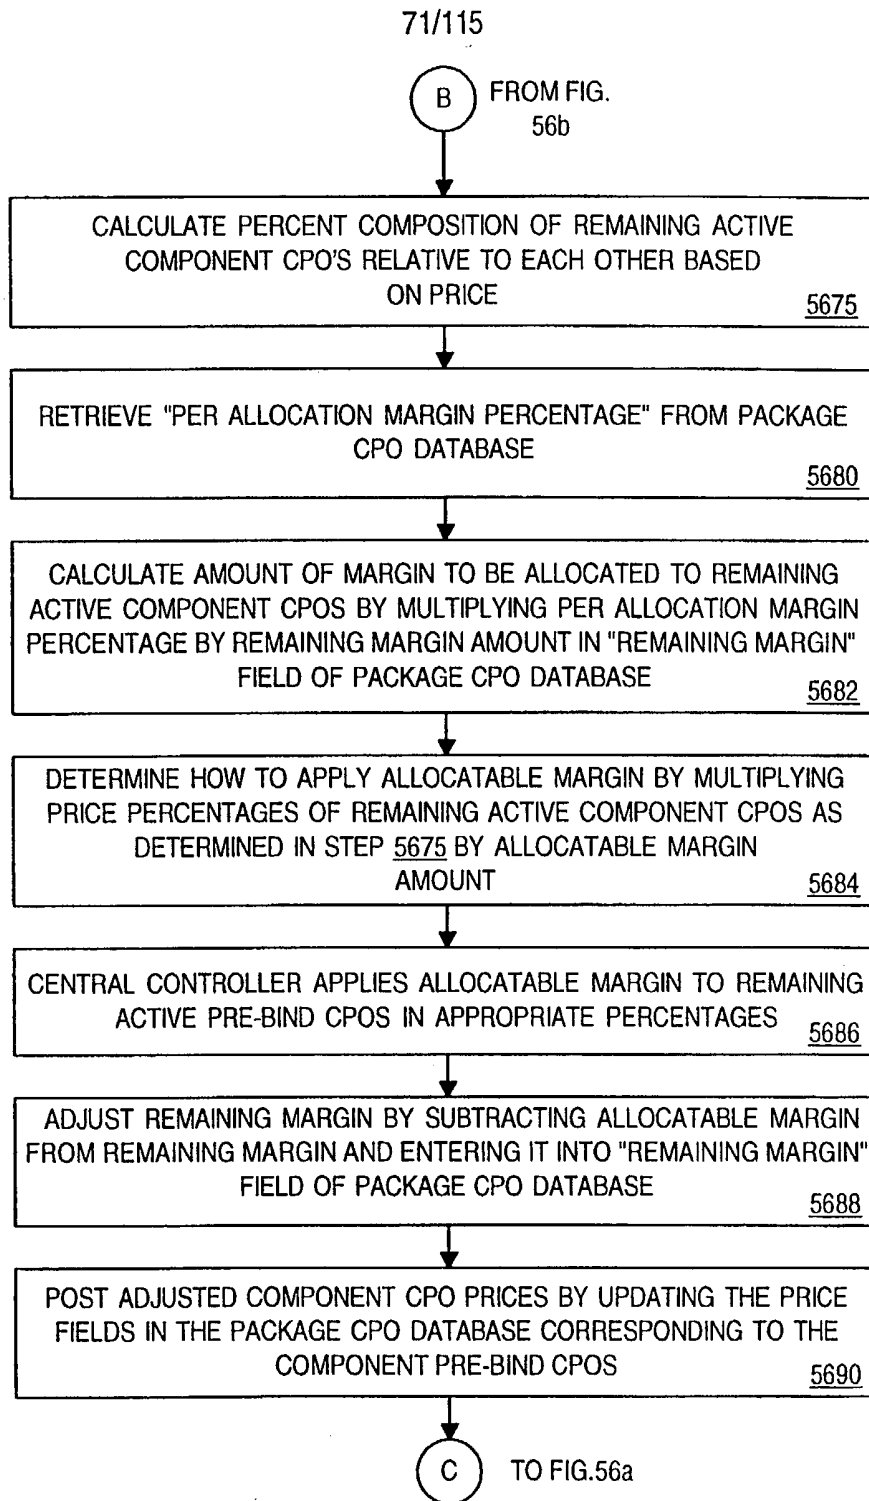 71/115
B FROM FIG.
56b
CALCULATE PERCENT COMPOSITION OF REMAINING ACTIVE
COMPONENT CPO'S RELATIVE TO EACH OTHER BASED
ON PRICE
5675
RETRIEVE "PER ALLOCATION MARGIN PERCENTAGE" FROM PACKAGE
CPO DATABASE
5680
CALCULATE AMOUNT OF MARGIN TO BE ALLOCATED TO REMAINING
ACTIVE COMPONENT CPOS BY MULTIPLYING PER ALLOCATION MARGIN
PERCENTAGE BY REMAINING MARGIN AMOUNT IN "REMAINING MARGIN"
FIELD OF PACKAGE CPO DATABASE
5682
DETERMINE HOW TO APPLY ALLOCATABLE MARGIN BY MULTIPLYING
PRICE PERCENTAGES OF REMAINING ACTIVE COMPONENT CPOS AS
DETERMINED IN STEP 5675 BY ALLOCATABLE MARGIN
AMOUNT
5684
CENTRAL CONTROLLER APPLIES ALLOCATABLE MARGIN TO REMAINING
ACTIVE PRE-BIND CPOS IN APPROPRIATE PERCENTAGES
5686
ADJUST REMAINING MARGIN BY SUBTRACTING ALLOCATABLE MARGIN
FROM REMAINING MARGIN AND ENTERING IT INTO "REMAINING MARGIN"
FIELD OF PACKAGE CPO DATABASE
5688
POST ADJUSTED COMPONENT CPO PRICES BY UPDATING THE PRICE
FIELDS IN THE PACKAGE CPO DATABASE CORRESPONDING TO THE
COMPONENT PRE-BIND CPOS
5690
C TO FIG.56a